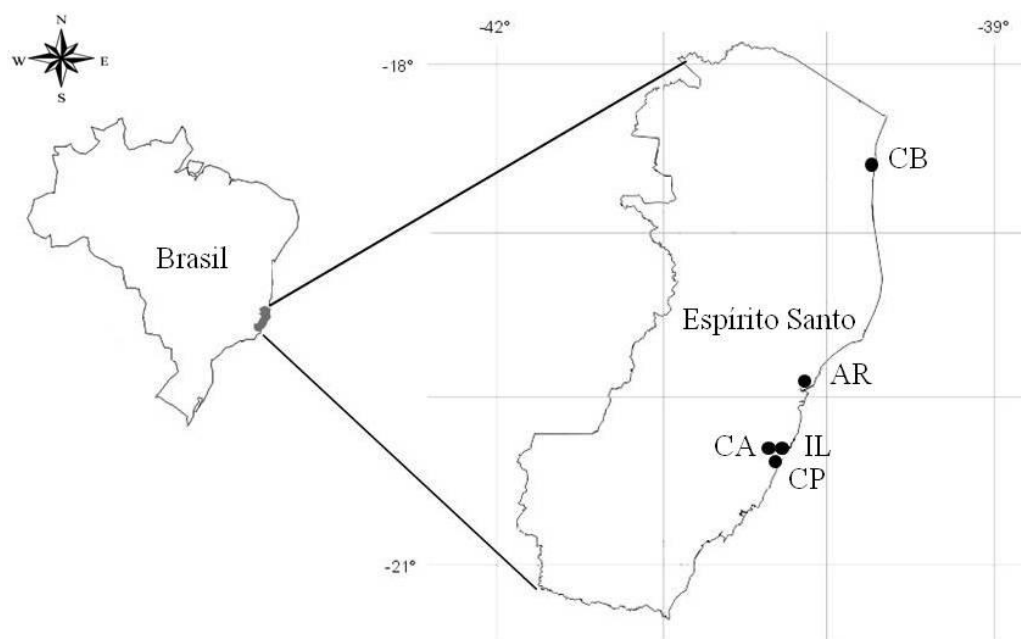 -42° -39°
N
W E
S
-18°
CB
Brasil
Espírito Santo
AR
CA IL
CP
-21°